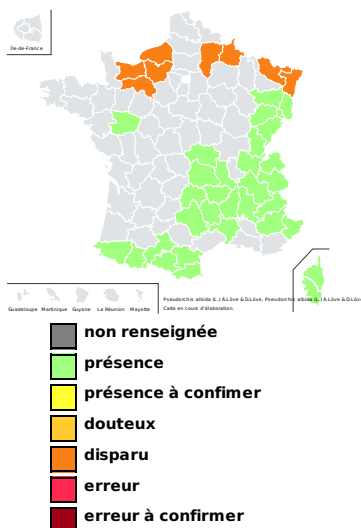 Île-de-France
Guadeloupe Martinique Guyane La Réunion Mayotte
Pseudorchis albida (L.) Á.Löve & D.Löve, Pseudorchis albida (L.) Á.Löve & D.Löve
Carte en cours d'élaboration.
non renseignée
présence
présence à confimer
douteux
disparu
erreur
erreur à confirmer